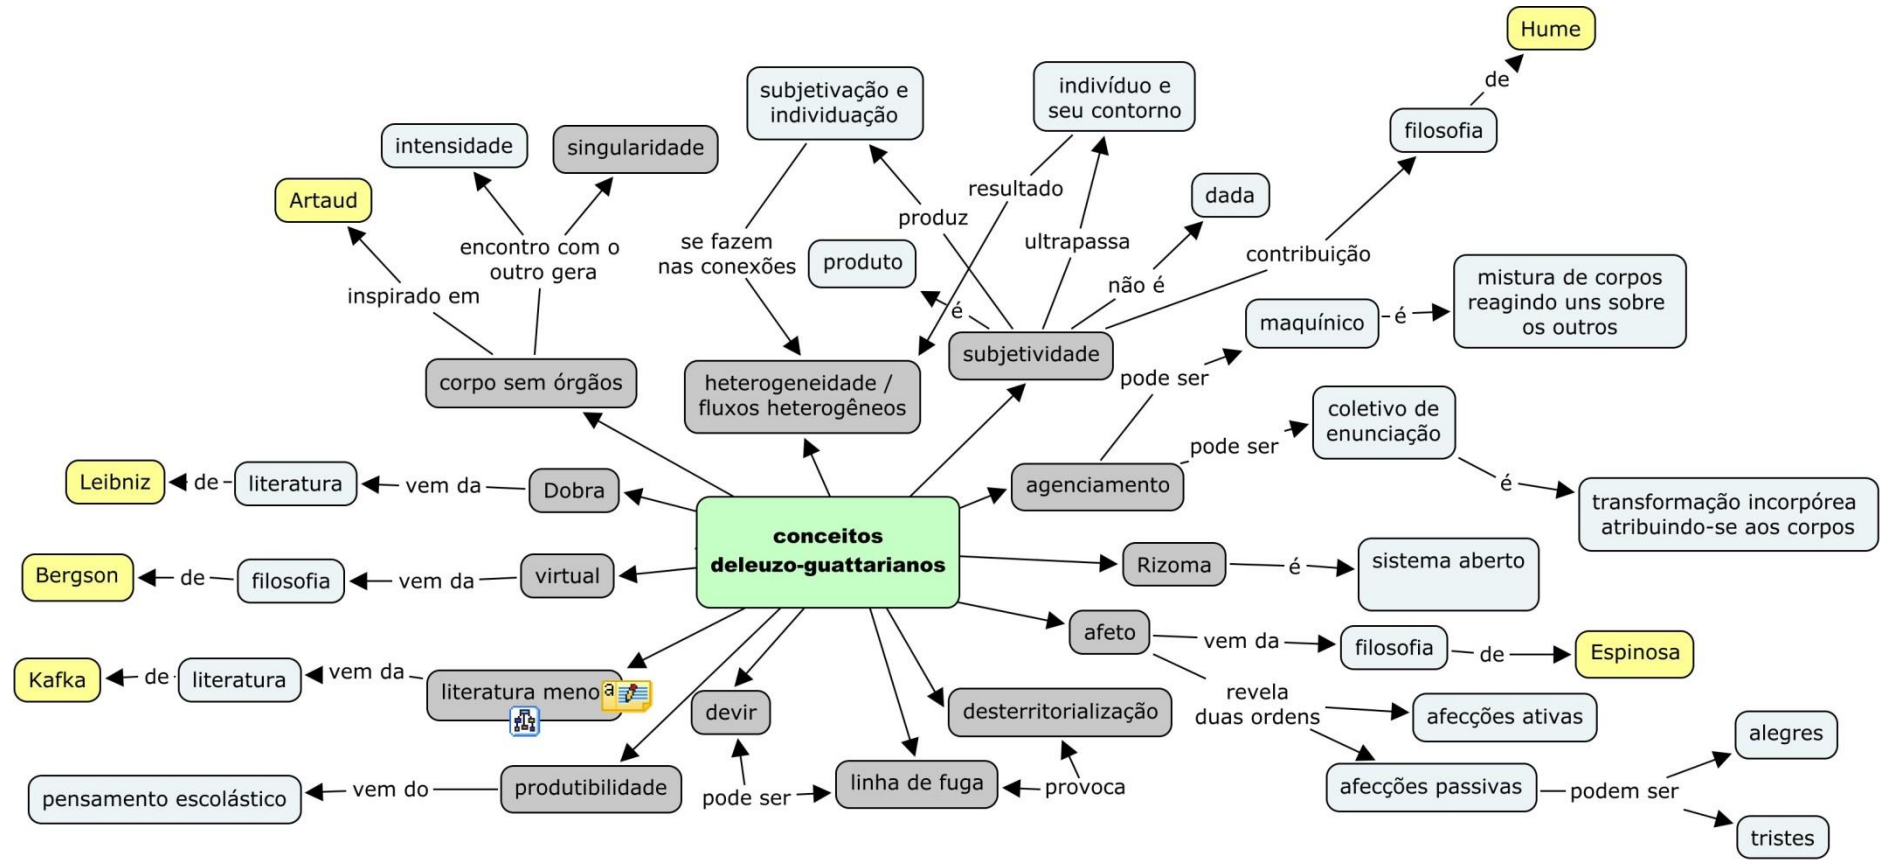 Hume
de
subjetivação e
individuação
indivíduo e
seu contorno
filosofia
intensidade
singularidade
Artaud
resultado
dada
produz
encontro com o
outro gera
se fazem
nas conexões
ultrapassa
contribuição
produto
inspirado em
não é
é
mistura de corpos
reagindo uns sobre
os outros
maquínico
é
subjetividade
corpo sem órgãos
heterogeneidade /
fluxos heterogêneos
pode ser
coletivo de
enunciação
pode ser
Leibniz
de
literatura
vem da
Dobra
agenciamento
é
transformação incorpórea
atribuindo-se aos corpos
conceitos
deleuzo-guattarianos
Bergson
de
filosofia
vem da
virtual
Rizoma
é
sistema aberto
afeto
vem da
filosofia
de
Espinosa
Kafka
de
literatura
vem da
literatura meno
a
devir
desterritorialização
revela
duas ordens
afecções ativas
alegres
pensamento escolástico
vem do
produtibilidade
pode ser
linha de fuga
provoca
afecções passivas
podem ser
tristes